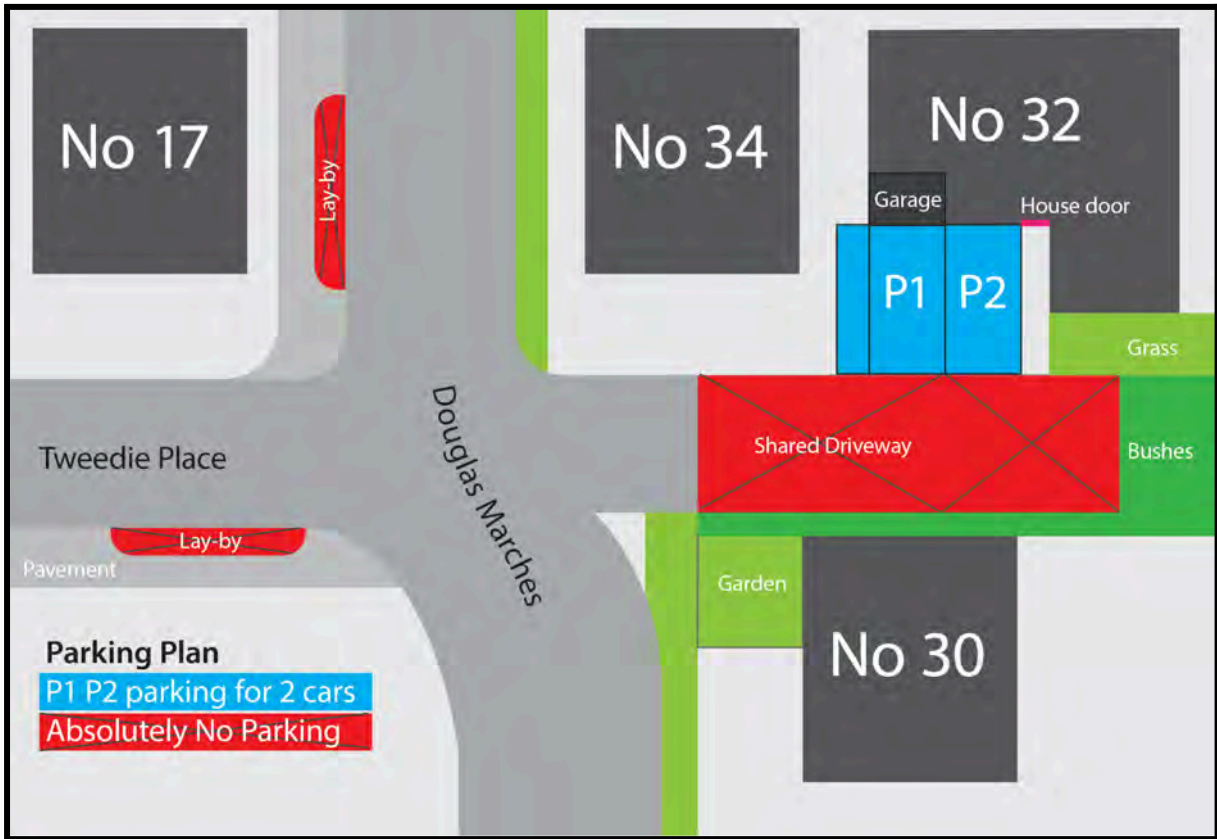 No 17
Lay-by
No 34
No 32
Garage
House door
P1
P2
Grass
Tweedie Place
Douglas Marches
Shared Driveway
Bushes
Lay-by
Pavement
Garden
No 30
Parking Plan
P1 P2 parking for 2 cars
Absolutely No Parking